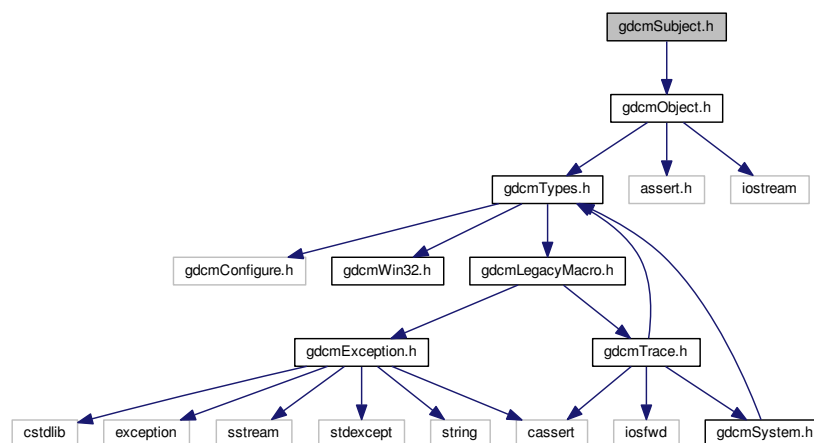 gdcmSubject.h
gdcmObject.h
gdcmTypes.h
assert.h
iostream
gdcmConfigure.h
gdcmWin32.h
gdcmLegacyMacro.h
gdcmException.h
gdcmTrace.h
cstdlib
exception
sstream
stdexcept
string
cassert
iosfwd
gdcmSystem.h